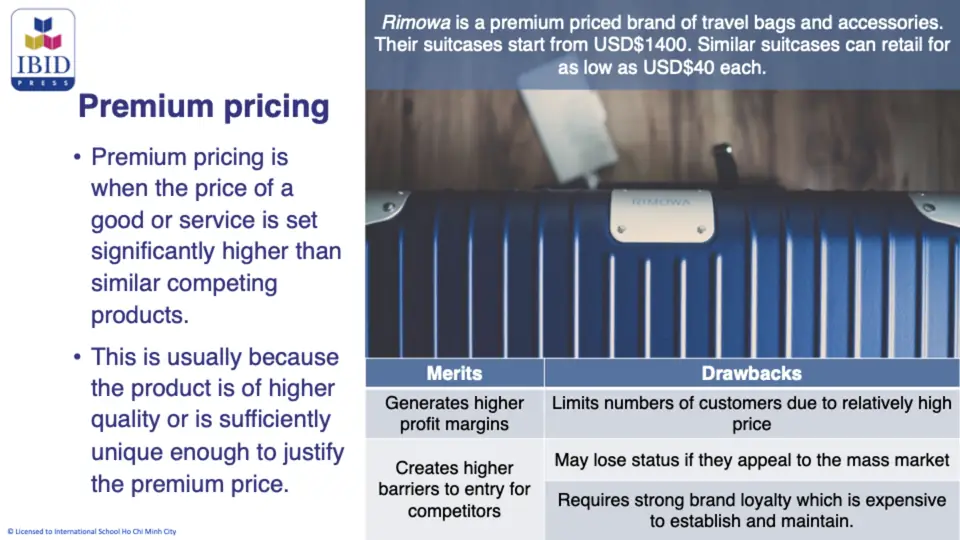 IBID
PRESS
Premium pricing
• Premium pricing is
when the price of a
good or service is set
significantly higher than
similar competing
products.
• This is usually because
the product is of higher
quality or is sufficiently
unique enough to justify
the premium price.
© Licensed to International School Ho Chi Minh City
Rimowa is a premium priced brand of travel bags and accessories.
Their suitcases start from USD$1400. Similar suitcases can retail for
as low as USD$40 each.
RIMOWA
Merits
Drawbacks
Generates higher
profit margins
Limits numbers of customers due to relatively high
price
Creates higher
barriers to entry for
competitors
May lose status if they appeal to the mass market
Requires strong brand loyalty which is expensive
to establish and maintain.